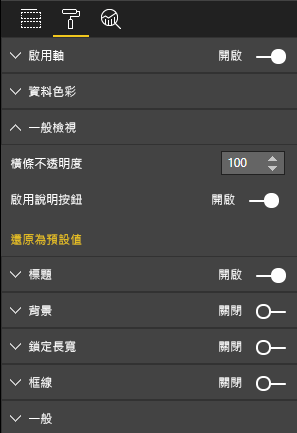 啟用軸 開啟
資料色彩
一般檢視
橫條不透明度 100
啟用說明按鈕 開啟
還原為預設值
標題 開啟
背景 關閉
鎖定長寬 關閉
框線 關閉
一般